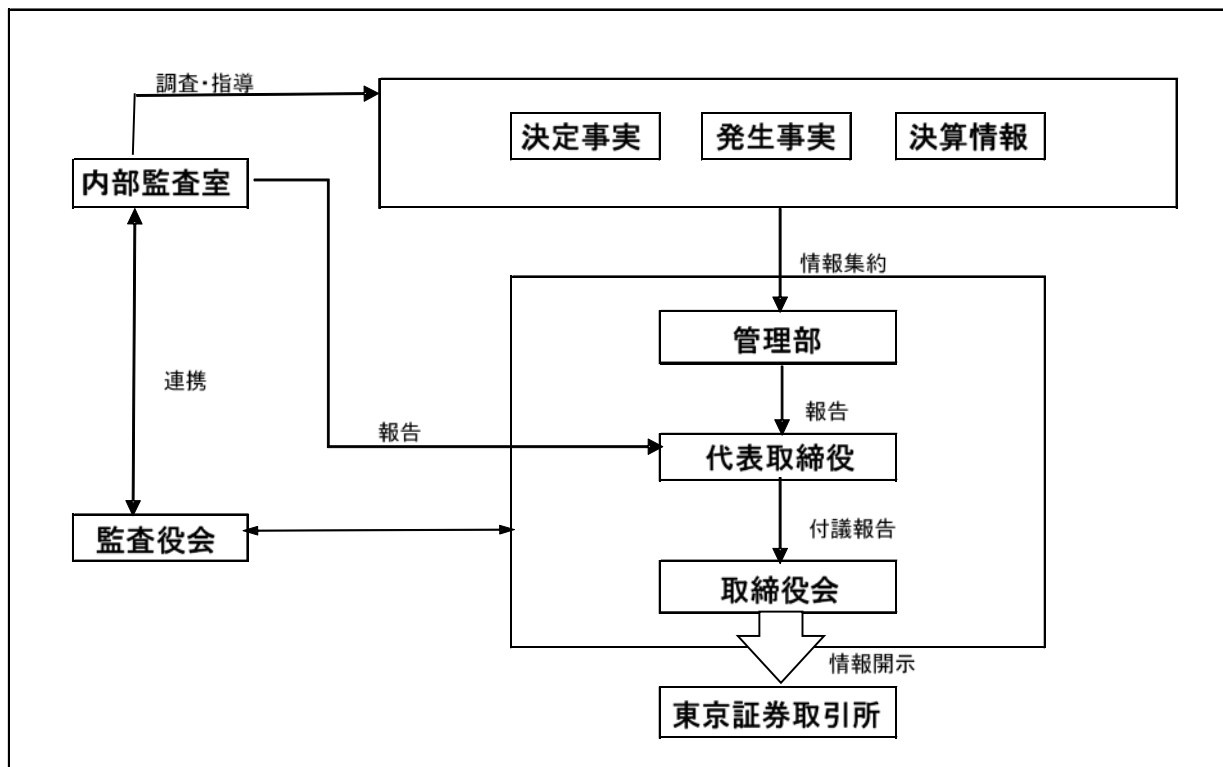 調査・指導
決定事実
発生事実
決算情報
内部監査室
情報集約
管理部
連携
報告
報告
代表取締役
監査役会
付議報告
取締役会
情報開示
東京証券取引所